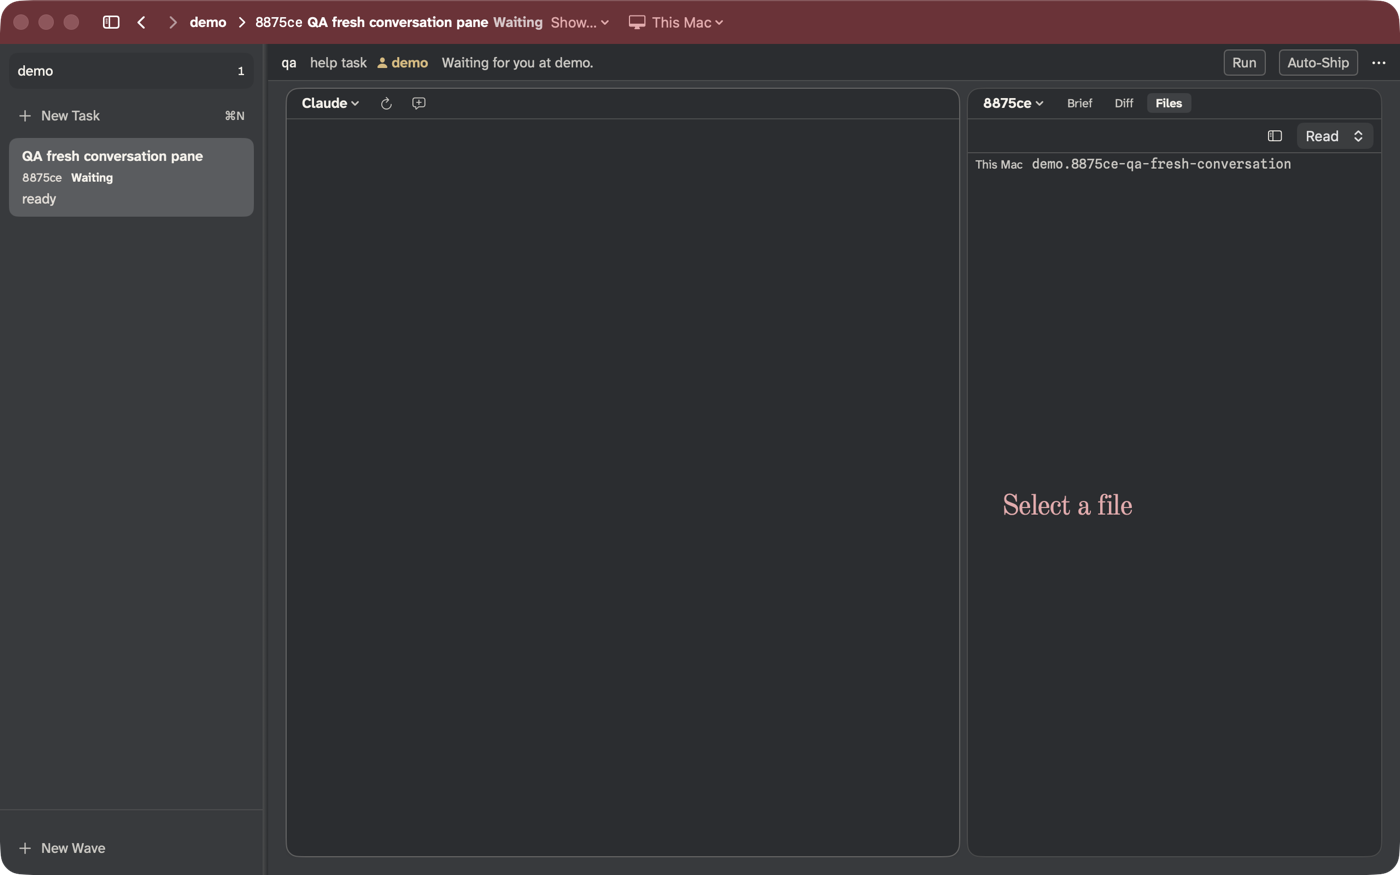 demo > 8875ce QA fresh conversation pane Waiting Show... This Mac
demo 1
New Task ⌘N
QA fresh conversation pane
8875ce Waiting
ready
New Wave
qa help task demo Waiting for you at demo. Run Auto-Ship ...
Claude
8875ce Brief Diff Files
Read
This Mac demo.8875ce-qa-fresh-conversation
Select a file